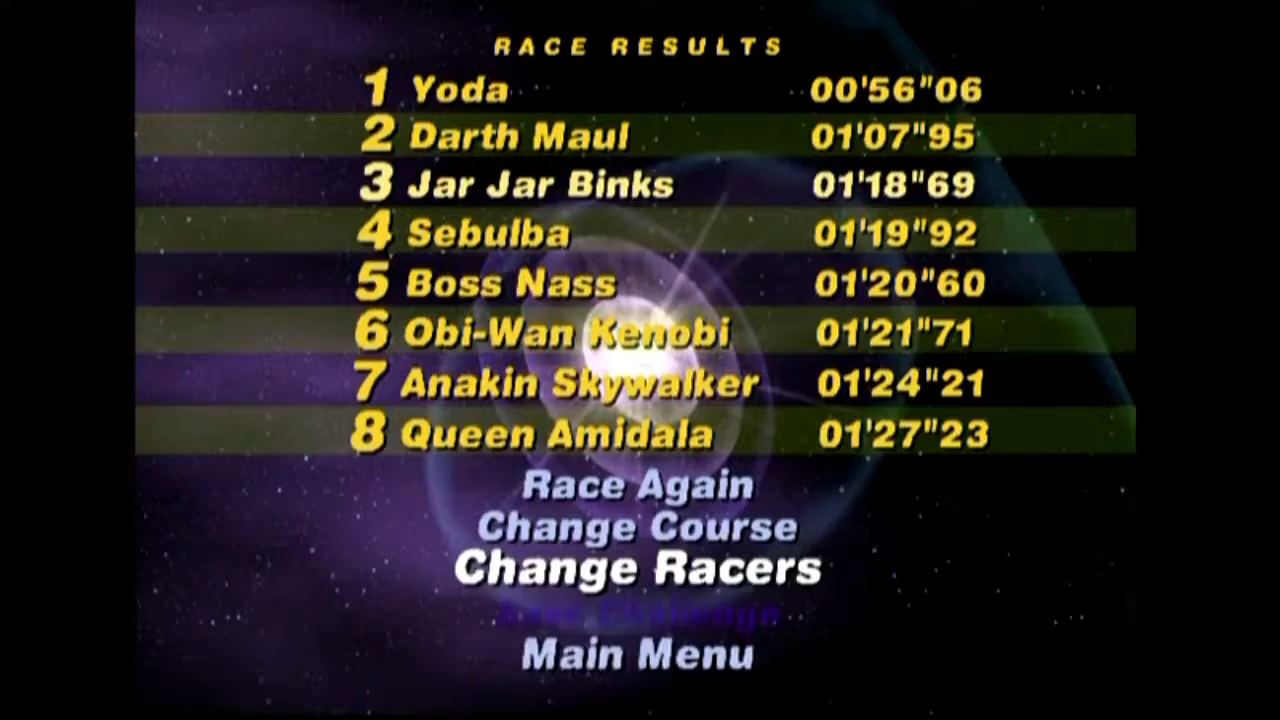 RACE RESULTS
1 Yoda 00'56"06
2 Darth Maul 01'07"95
3 Jar Jar Binks 01'18"69
4 Sebulba 01'19"92
5 Boss Nass 01'20"60
6 Obi-Wan Kenobi 01'21"71
7 Anakin Skywalker 01'24"21
8 Queen Amidala 01'27"23
Race Again
Change Course
Change Racers
Challenge
Main Menu